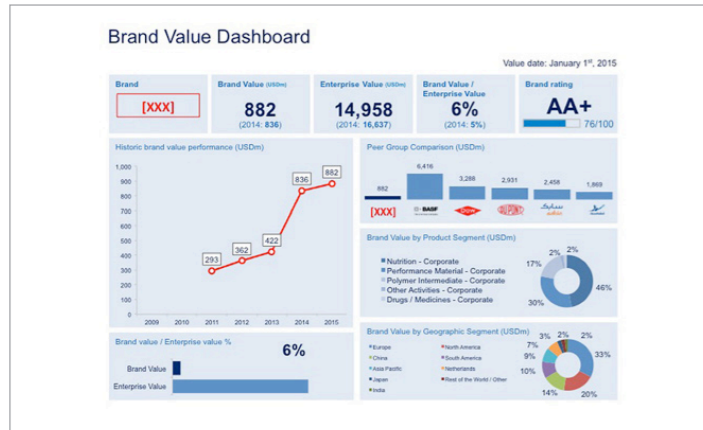 Brand Value Dashboard
Value date: January 1st, 2015
Brand
[XXX]
Brand Value (USDm)
882
(2014: 836)
Enterprise Value (USDm)
14,958
(2014: 16,637)
Brand Value /
Enterprise Value
6%
(2014: 5%)
Brand rating
AA+
76/100
Historic brand value performance (USDm)
1,000
900
800
700
600
500
400
300
200
100
0
293
362
422
836
882
2009 2010 2011 2012 2013 2014 2015
Peer Group Comparison (USDm)
882 6,416 3,288 2,931 2,458 1,869
[XXX] BASF Dow DUPONT
Brand Value by Product Segment (USDm)
Nutrition - Corporate
Performance Material - Corporate
Polymer Intermediate - Corporate
Other Activities - Corporate
Drugs / Medicines - Corporate
2% 2%
17%
46%
30%
Brand value / Enterprise value %
6%
Brand Value
Enterprise Value
Brand Value by Geographic Segment (USDm)
Europe North America
China South America
Asia Pacific Netherlands
Japan Rest of the World / Other
India
3% 2% 2%
7%
33%
9%
10%
14% 20%